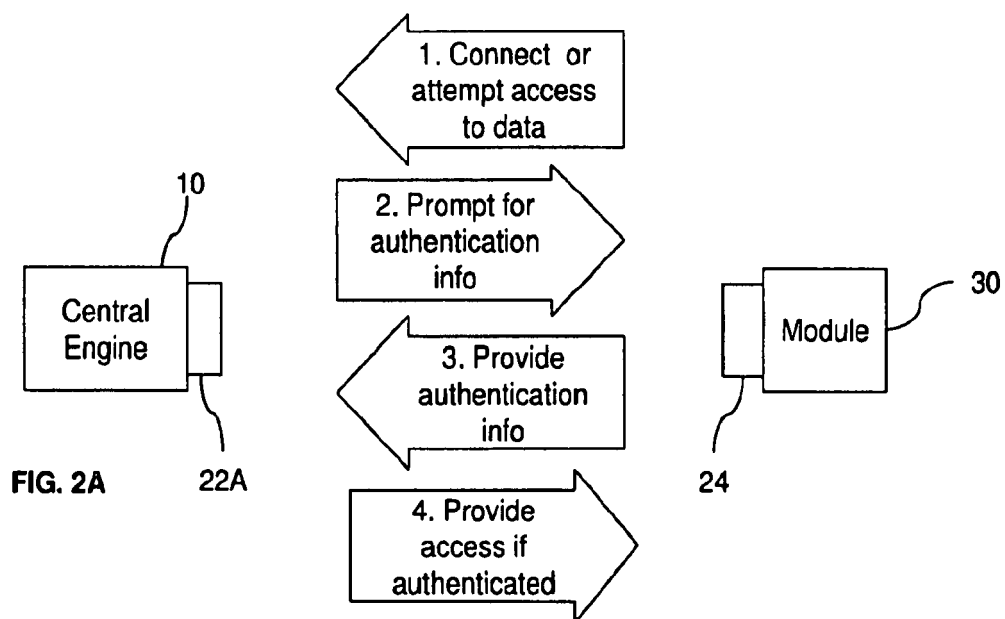 1. Connect or
attempt access
to data
10
2. Prompt for
authentication
info
Central
Engine
30
Module
3. Provide
authentication
info
FIG. 2A
22A
24
4. Provide
access if
authenticated